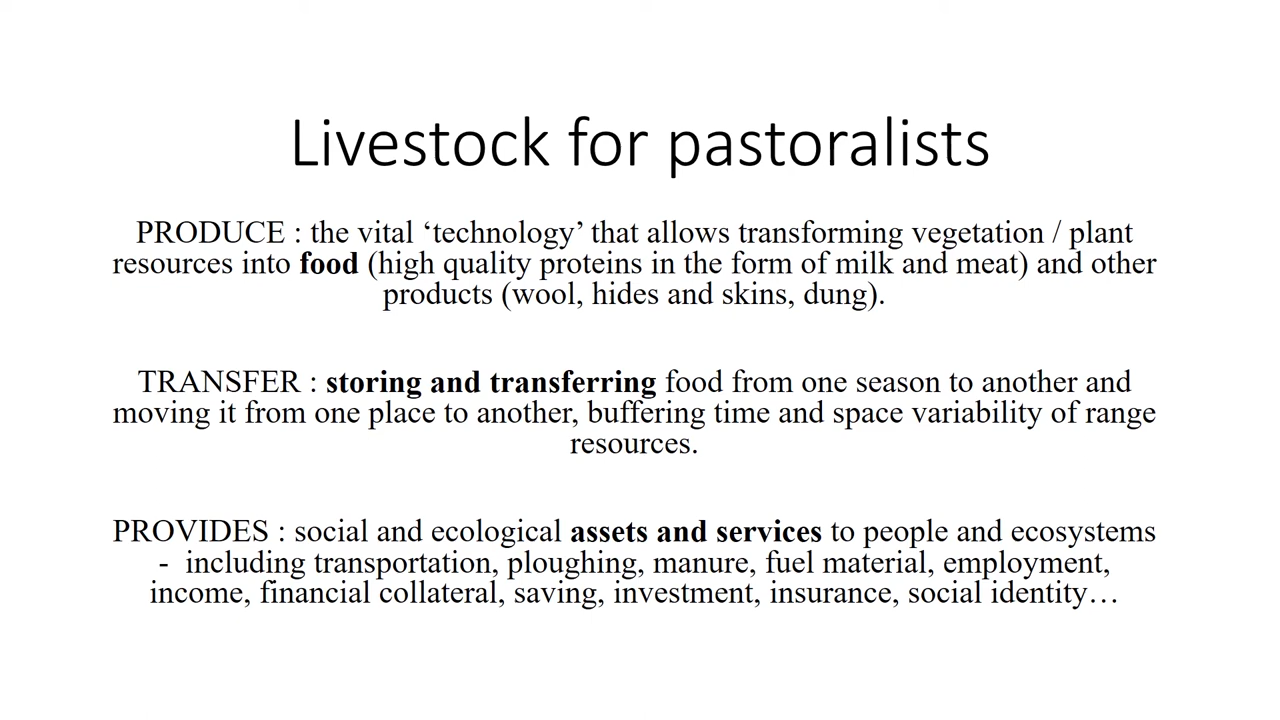 Livestock for pastoralists
PRODUCE : the vital ‘technology’ that allows transforming vegetation / plant
resources into food (high quality proteins in the form of milk and meat) and other
products (wool, hides and skins, dung).
TRANSFER : storing and transferring food from one season to another and
moving it from one place to another, buffering time and space variability of range
resources.
PROVIDES : social and ecological assets and services to people and ecosystems
- including transportation, ploughing, manure, fuel material, employment,
income, financial collateral, saving, investment, insurance, social identity…